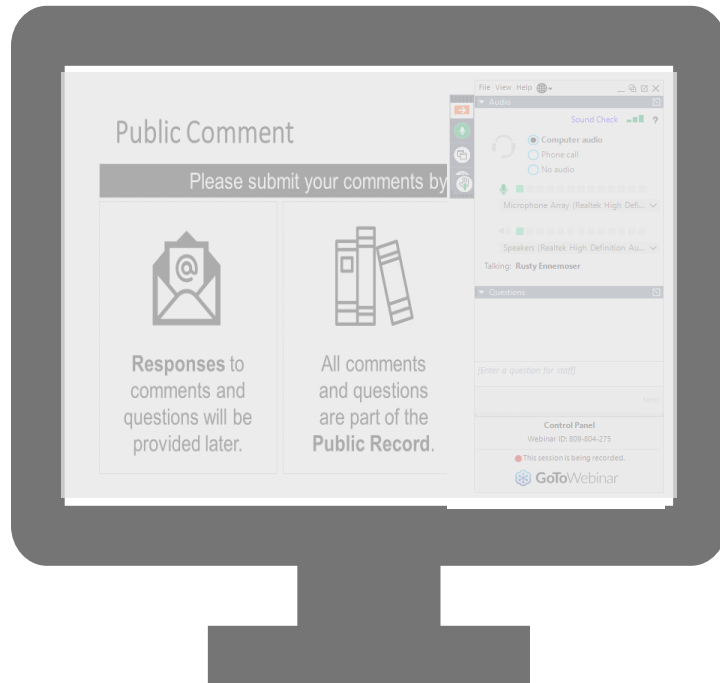 Public Comment
Please submit your comments by
@
Responses to
comments and
questions will be
provided later.
All comments
and questions
are part of the
Public Record.
File View Help
Audio
Sound Check ?
Computer audio
Phone call
No audio
Microphone Array (Realtek High Defi...
Speakers (Realtek High Definition Au...
Talking: Rusty Ennemoser
Questions
[Enter a question for staff]
Send
Control Panel
Webinar ID: 809-804-275
This session is being recorded.
GoToWebinar